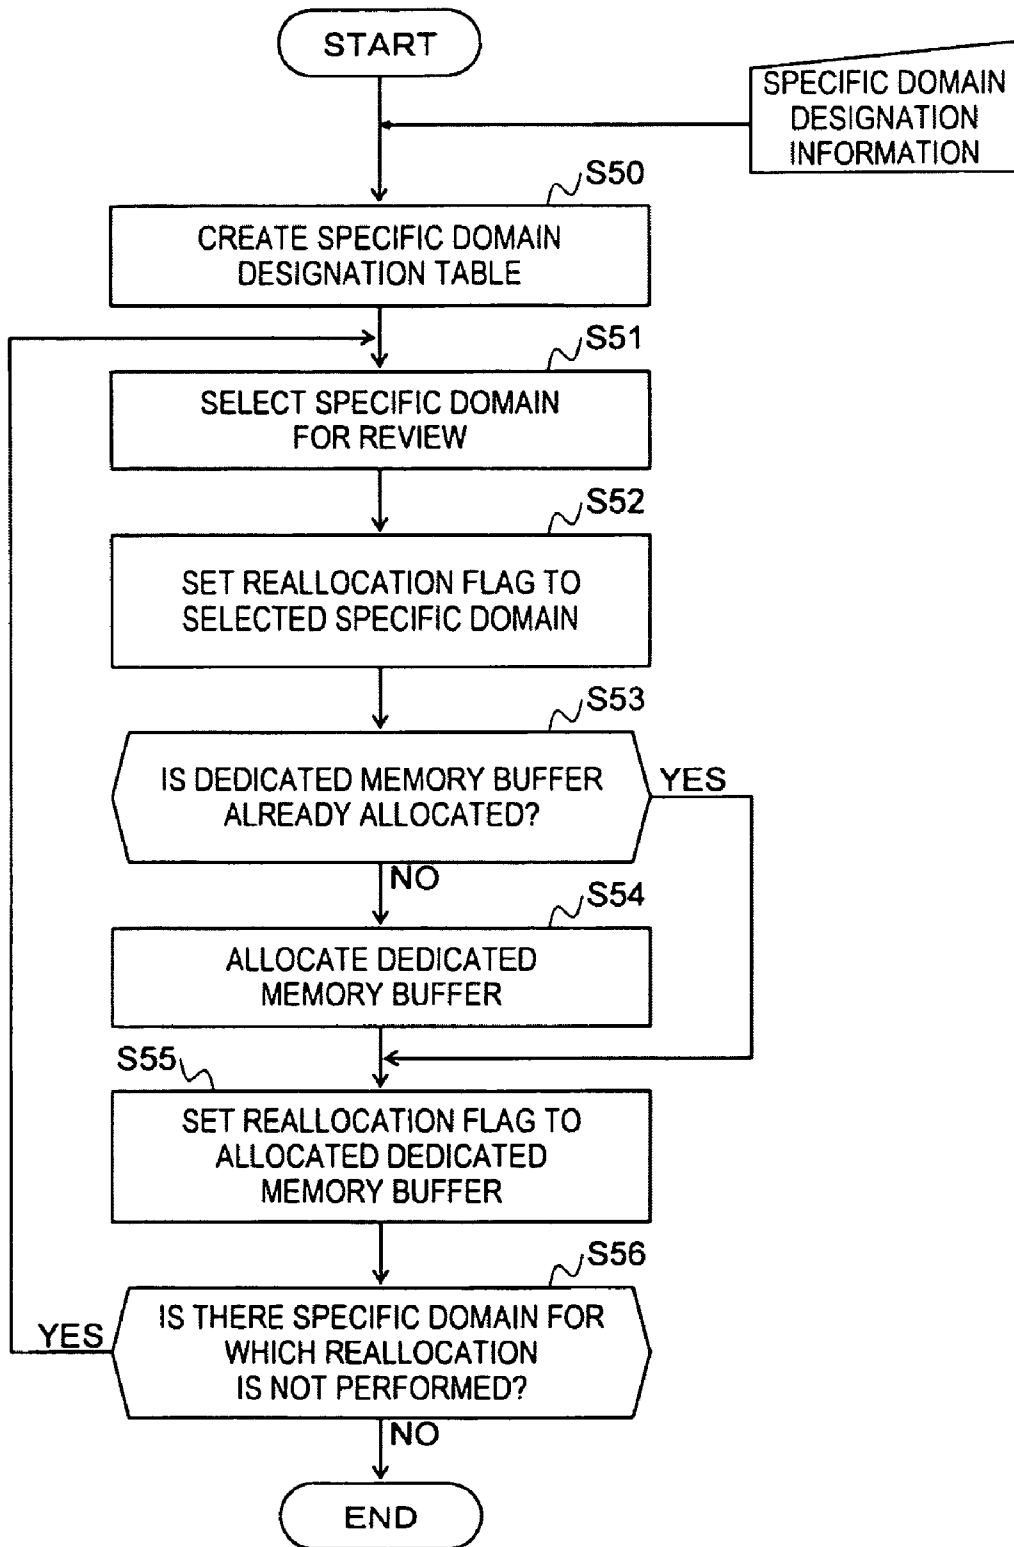 START
SPECIFIC DOMAIN
DESIGNATION
INFORMATION
S50
CREATE SPECIFIC DOMAIN
DESIGNATION TABLE
S51
SELECT SPECIFIC DOMAIN
FOR REVIEW
S52
SET REALLOCATION FLAG TO
SELECTED SPECIFIC DOMAIN
S53
IS DEDICATED MEMORY BUFFER
ALREADY ALLOCATED?
YES
NO
S54
ALLOCATE DEDICATED
MEMORY BUFFER
S55
SET REALLOCATION FLAG TO
ALLOCATED DEDICATED
MEMORY BUFFER
S56
IS THERE SPECIFIC DOMAIN FOR
WHICH REALLOCATION
IS NOT PERFORMED?
YES
NO
END